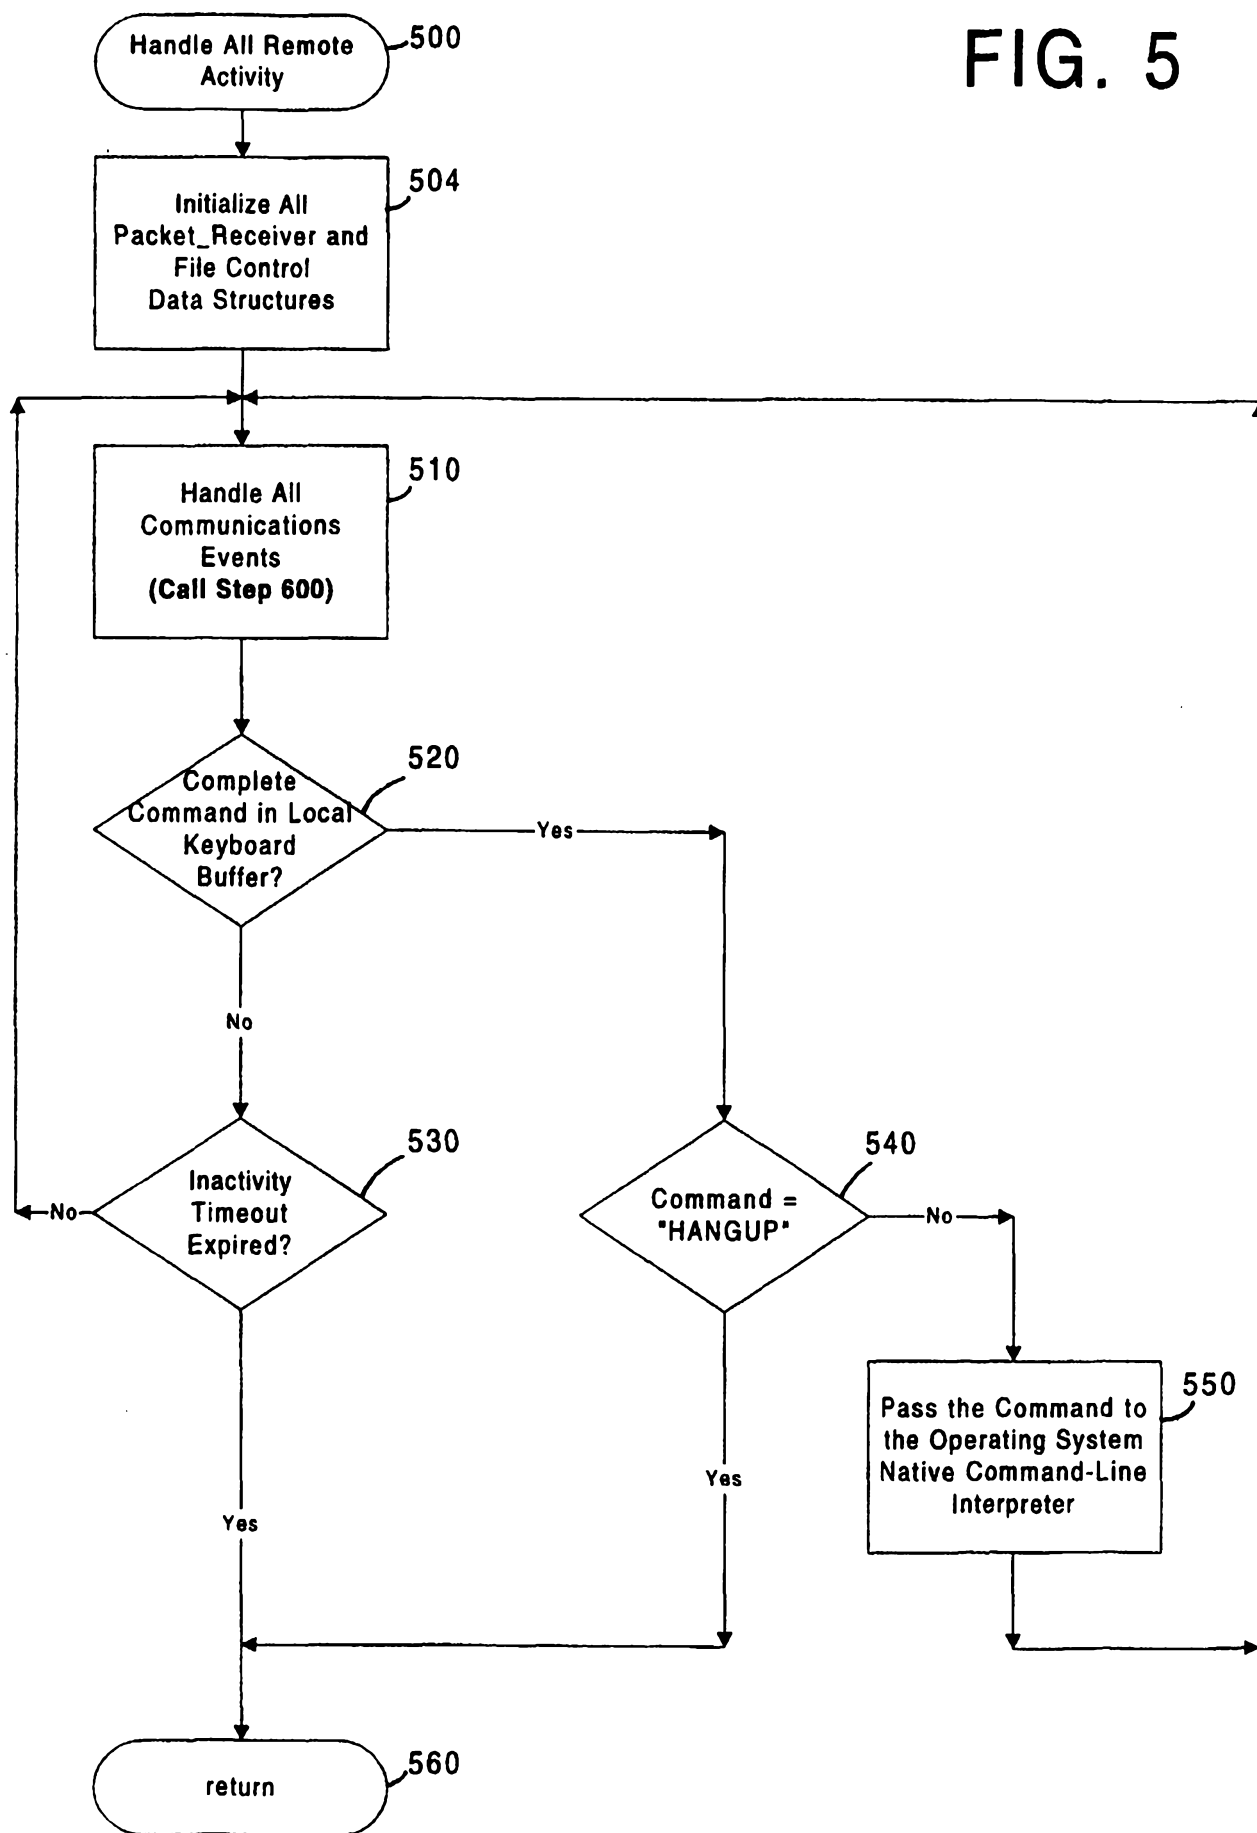 FIG. 5
Handle All Remote
Activity
500
Initialize All
Packet_Receiver and
File Control
Data Structures
504
Handle All
Communications
Events
(Call Step 600)
510
Complete
Command in Local
Keyboard
Buffer?
520
Yes
No
Inactivity
Timeout
Expired?
530
No
Command =
"HANGUP"
540
No
Pass the Command to
the Operating System
Native Command-Line
Interpreter
550
Yes
Yes
return
560